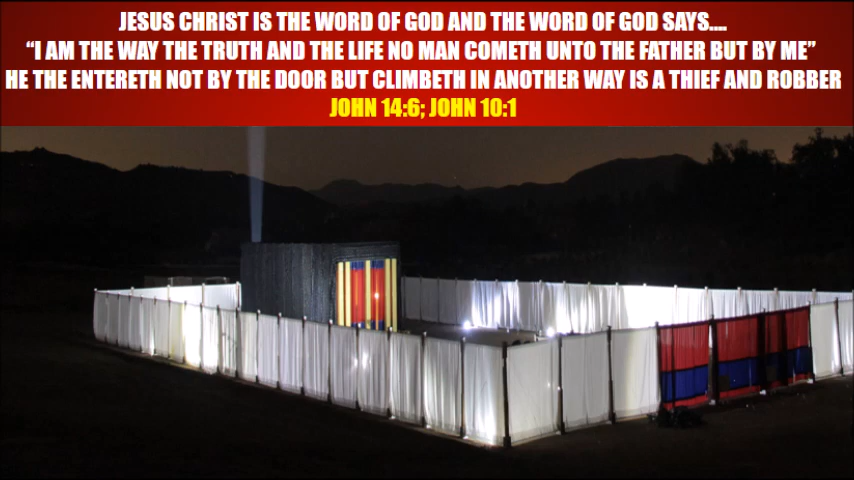 JESUS CHRIST IS THE WORD OF GOD AND THE WORD OF GOD SAYS....
“I AM THE WAY THE TRUTH AND THE LIFE NO MAN COMETH UNTO THE FATHER BUT BY ME”
HE THE ENTERETH NOT BY THE DOOR BUT CLIMBETH IN ANOTHER WAY IS A THIEF AND ROBBER
JOHN 14:6; JOHN 10:1